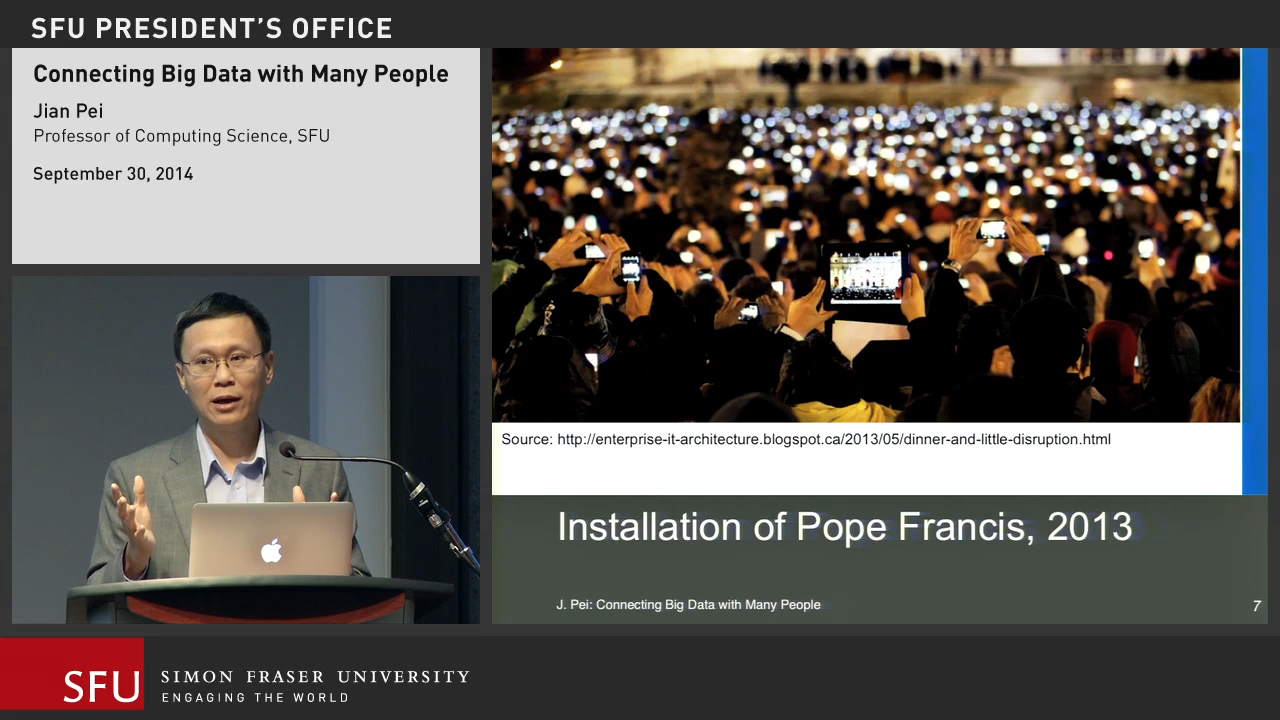 SFU PRESIDENT'S OFFICE
Connecting Big Data with Many People
Jian Pei
Professor of Computing Science, SFU
September 30, 2014
Source: http://enterprise-it-architecture.blogspot.ca/2013/05/dinner-and-little-disruption.html
Installation of Pope Francis, 2013
J. Pei: Connecting Big Data with Many People
7
SFU
SIMON FRASER UNIVERSITY
ENGAGING THE WORLD